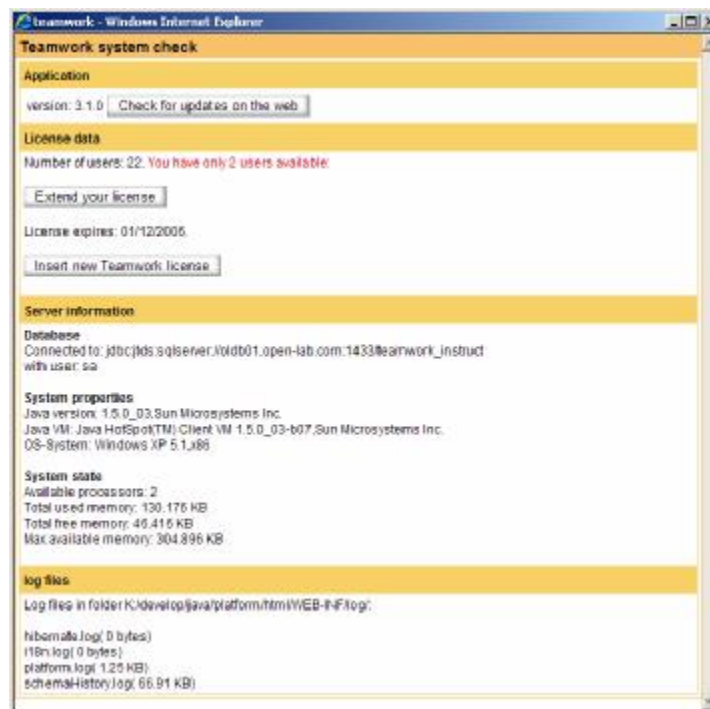 teamwork - Windows Internet Explorer
Teamwork system check
Application
version: 3.1.0 Check for updates on the web
License data
Number of users: 22. You have only 2 users available.
Extend your license
License expires: 01/12/2006.
Insert new Teamwork license
Server information
Database
Connected to: jdbc:jtds:sqlserver://oldb01.open-lab.com:1433/teamwork_instruct
with user: sa
System properties
Java version: 1.5.0_03,Sun Microsystems Inc.
Java VM: Java HotSpot(TM) Client VM 1.5.0_03-b07,Sun Microsystems Inc.
OS-System: Windows XP 5.1,x86
System state
Available processors: 2
Total used memory: 130.176 KB
Total free memory: 46.416 KB
Max available memory: 304.896 KB
log files
Log files in folder K:/develop/java/platform/html/WEB-INF/log/:
hibernate.log( 0 bytes)
i18n.log( 0 bytes)
platform.log( 1.25 KB)
schemaHistory.log( 66.91 KB)